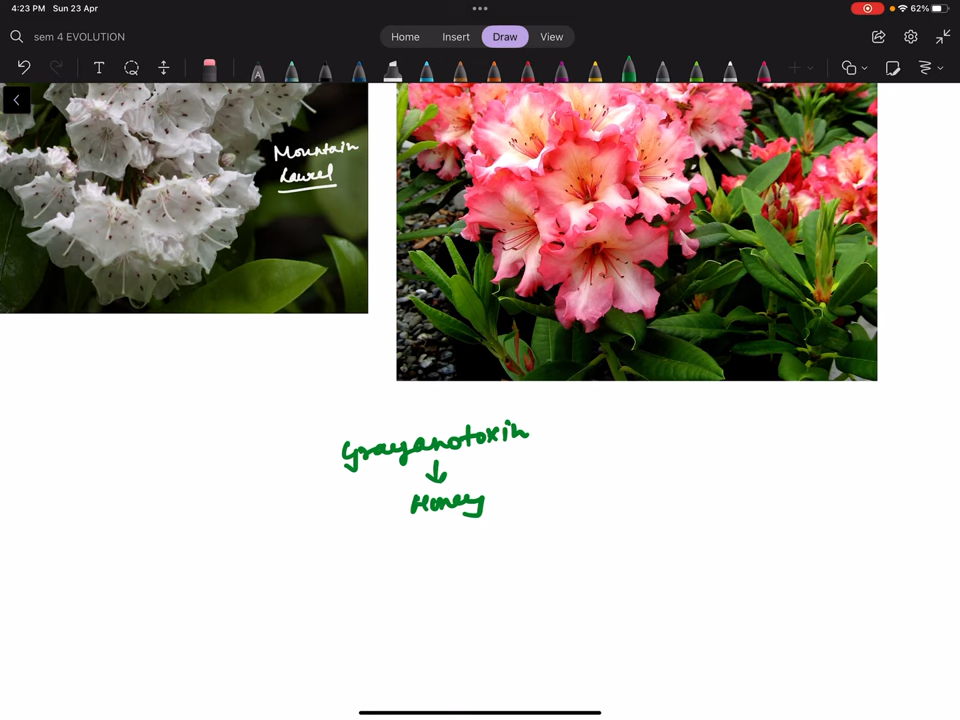 4:23 PM Sun 23 Apr
62%
sem 4 EVOLUTION
Home Insert Draw View
T
A
Mountain
Laurel
Grayanotoxin
↓
Honey